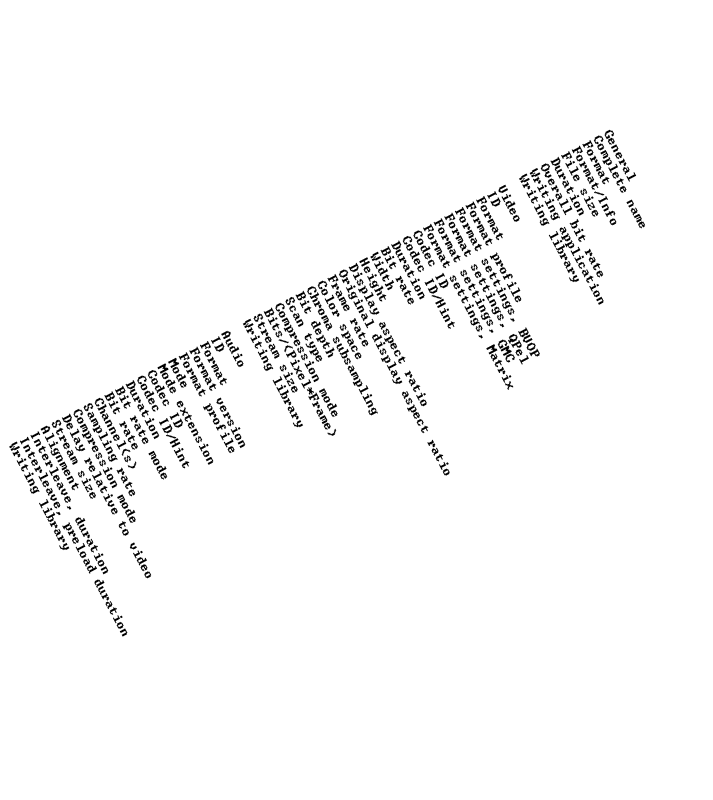 General
Complete name
Format
Format/Info
File size
Duration
Overall bit rate
Writing application
Writing library

Video
ID
Format
Format profile
Format settings, BVOP
Format settings, QPel
Format settings, GMC
Format settings, Matrix
Codec ID
Codec ID/Hint
Duration
Bit rate
Width
Height
Display aspect ratio
Original display aspect ratio
Frame rate
Color space
Chroma subsampling
Bit depth
Scan type
Compression mode
Bits/(Pixel*Frame)
Stream size
Writing library

Audio
ID
Format
Format version
Format profile
Mode
Mode extension
Codec ID
Codec ID/Hint
Duration
Bit rate mode
Bit rate
Channel(s)
Sampling rate
Compression mode
Delay relative to video
Stream size
Alignment
Interleave, duration
Interleave, preload duration
Writing library